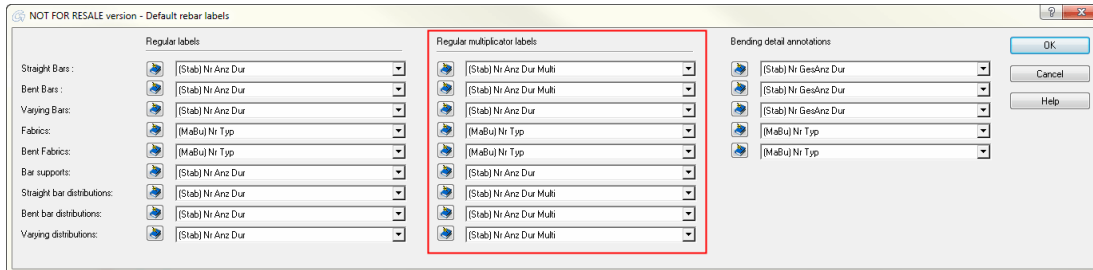 NOT FOR RESALE version - Default rebar labels
Regular labels Regular multiplicator labels Bending detail annotations OK
Straight Bars : (Stab) Nr Anz Dur (Stab) Nr Anz Dur Multi (Stab) Nr GesAnz Dur Cancel
Bent Bars : (Stab) Nr Anz Dur (Stab) Nr Anz Dur Multi (Stab) Nr GesAnz Dur Help
Varying Bars: (Stab) Nr Anz Dur (Stab) Nr Anz Dur (Stab) Nr GesAnz Dur
Fabrics: (MaBu) Nr Typ (MaBu) Nr Typ (MaBu) Nr Typ
Bent Fabrics: (MaBu) Nr Typ (MaBu) Nr Typ (MaBu) Nr Typ
Bar supports: (Stab) Nr Anz Dur (Stab) Nr Anz Dur
Straight bar distributions: (Stab) Nr Anz Dur (Stab) Nr Anz Dur Multi
Bent bar distributions: (Stab) Nr Anz Dur (Stab) Nr Anz Dur Multi
Varying distributions: (Stab) Nr Anz Dur (Stab) Nr Anz Dur Multi